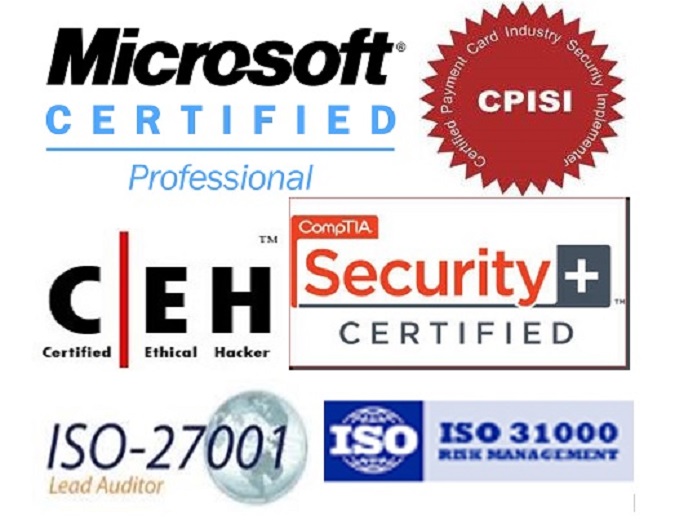 Microsoft®
CERTIFIED
Professional
Certified Payment Card Industry Security Implementer
CPISI
C|EH™
Certified Ethical Hacker
CompTIA.
Security+™
CERTIFIED
ISO-27001
Lead Auditor
ISO
ISO 31000
RISK MANAGEMENT